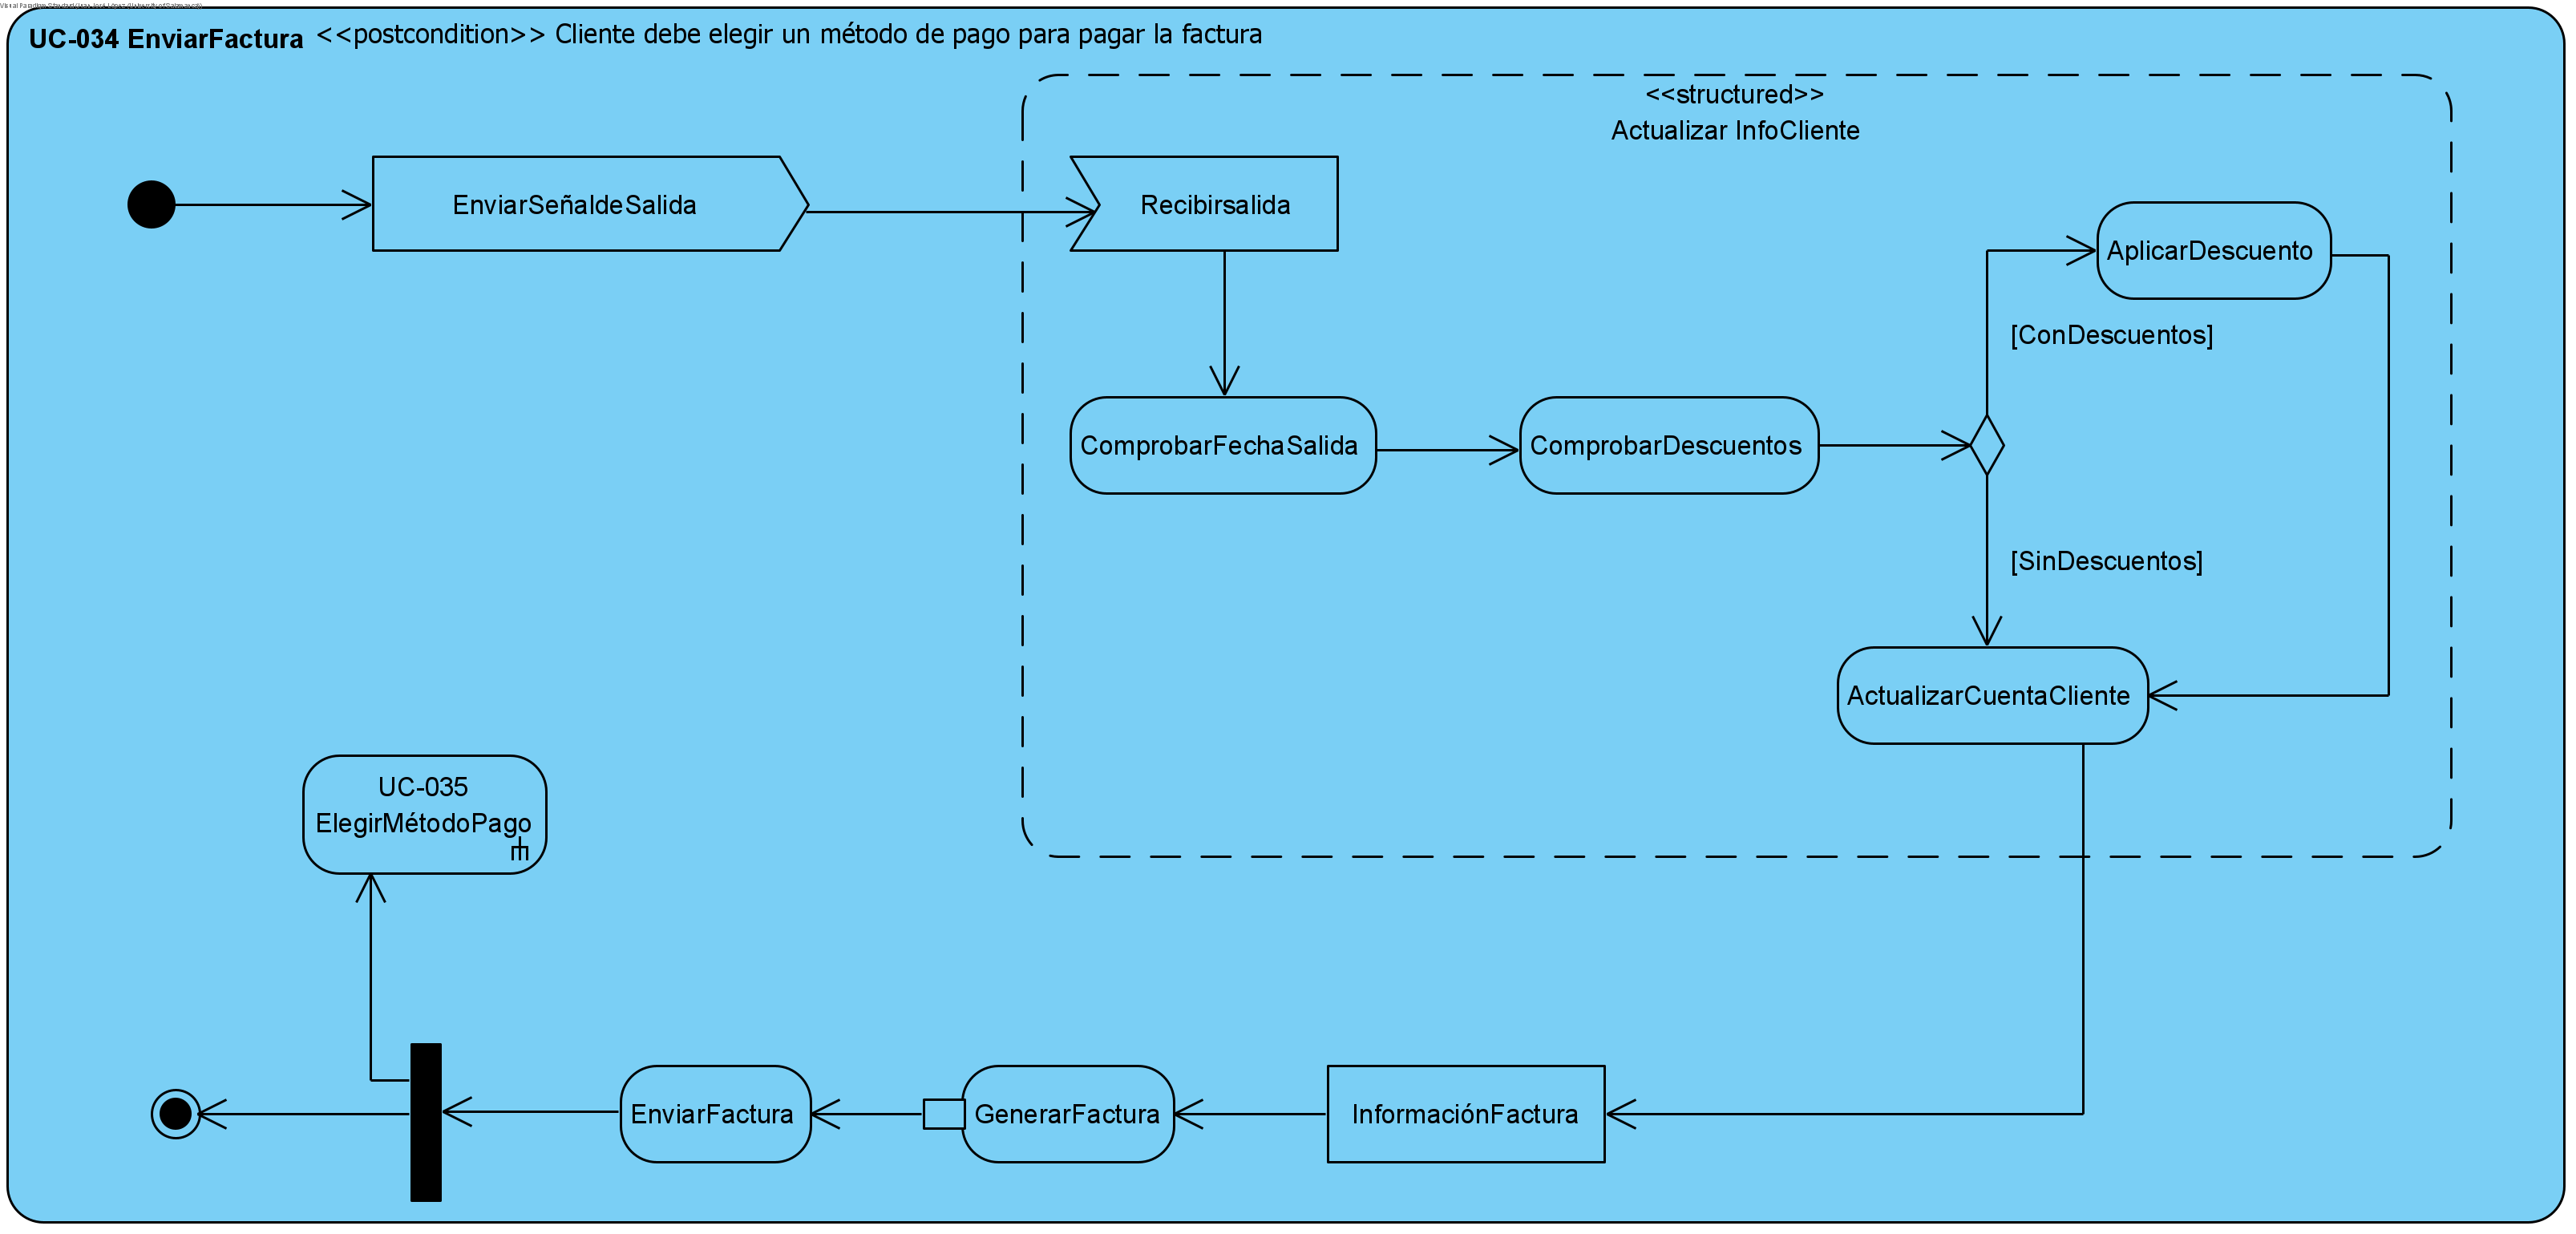 UC-034 EnviarFactura <<postcondition>> Cliente debe elegir un método de pago para pagar la factura
<<structured>>
Actualizar InfoCliente
EnviarSeñaldeSalida
Recibirsalida
AplicarDescuento
[ConDescuentos]
ComprobarFechaSalida
ComprobarDescuentos
[SinDescuentos]
ActualizarCuentaCliente
UC-035
ElegirMétodoPago
EnviarFactura
GenerarFactura
InformaciónFactura